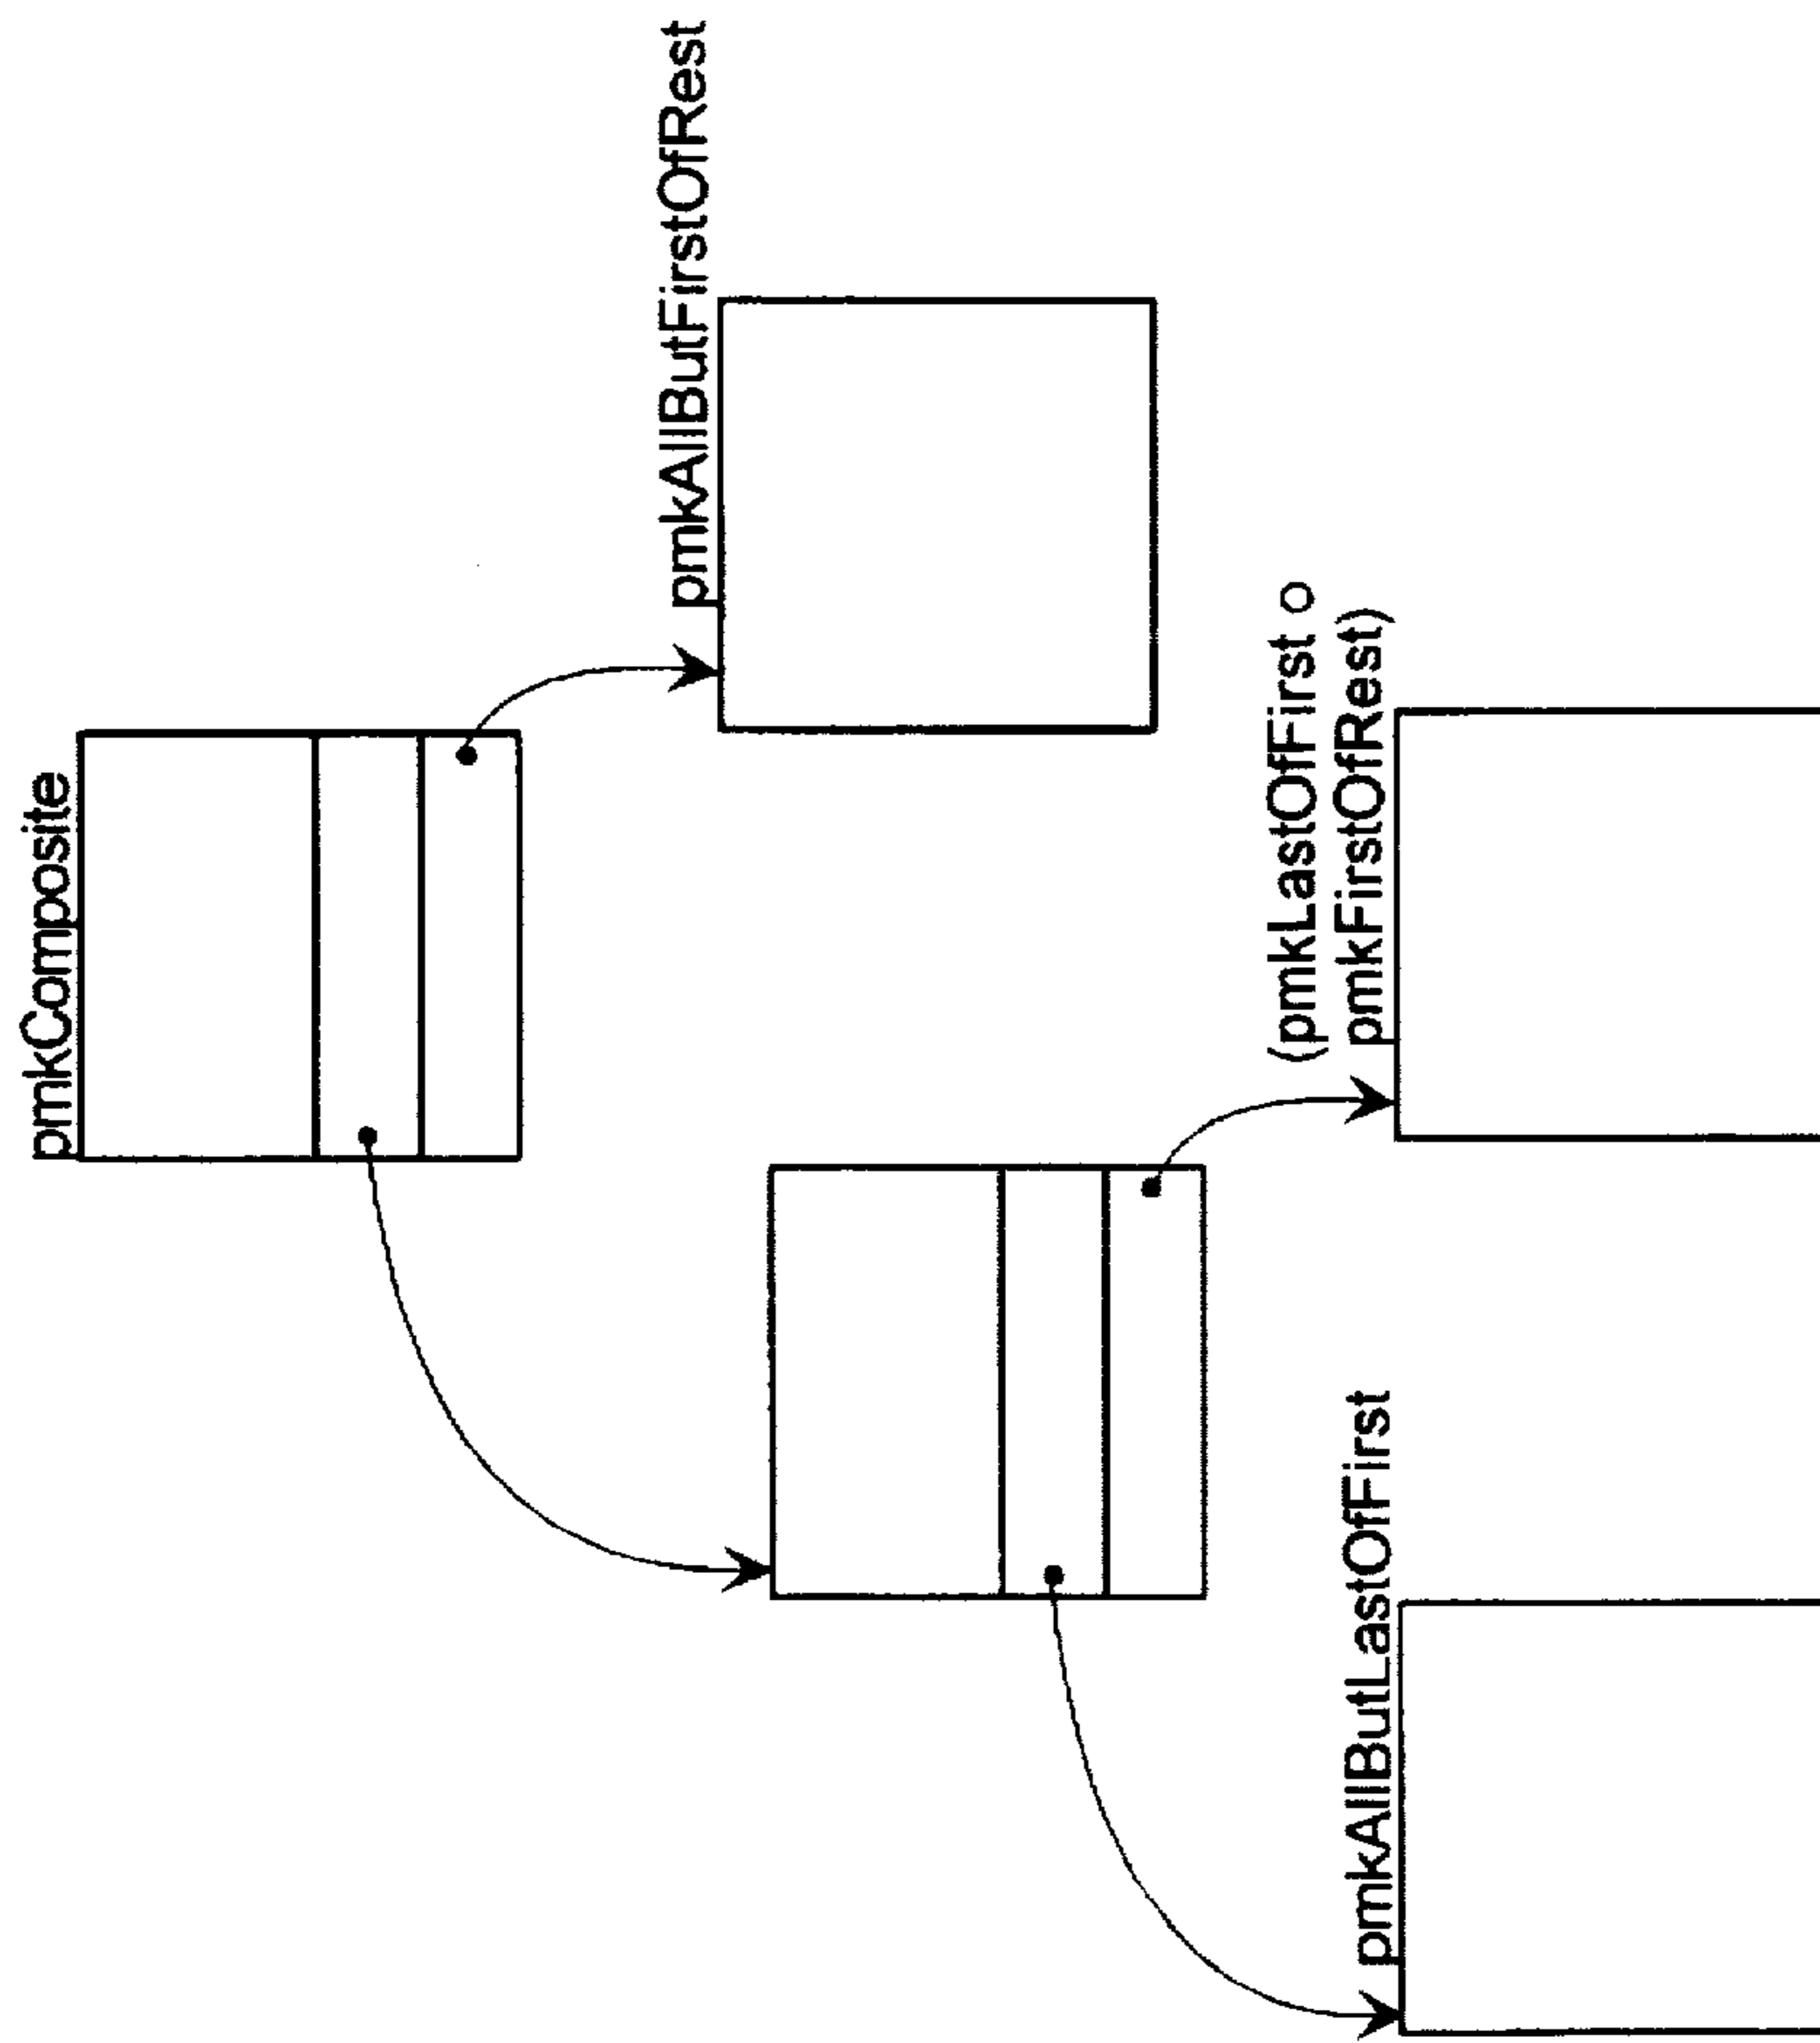 pmkComposite
pmkAllButFirstOfRest
(pmkLastOfFirst o
pmkFirstOfRest)
pmkAllButLastOfFirst